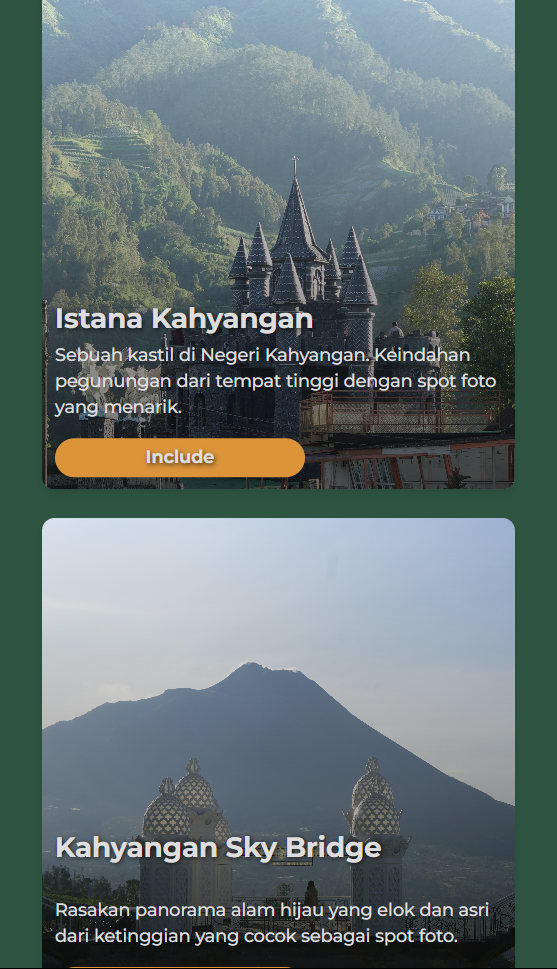 Istana Kahyangan
Sebuah kastil di Negeri Kahyangan. Keindahan
pegunungan dari tempat tinggi dengan spot foto
yang menarik.
Include
Kahyangan Sky Bridge
Rasakan panorama alam hijau yang elok dan asri
dari ketinggian yang cocok sebagai spot foto.